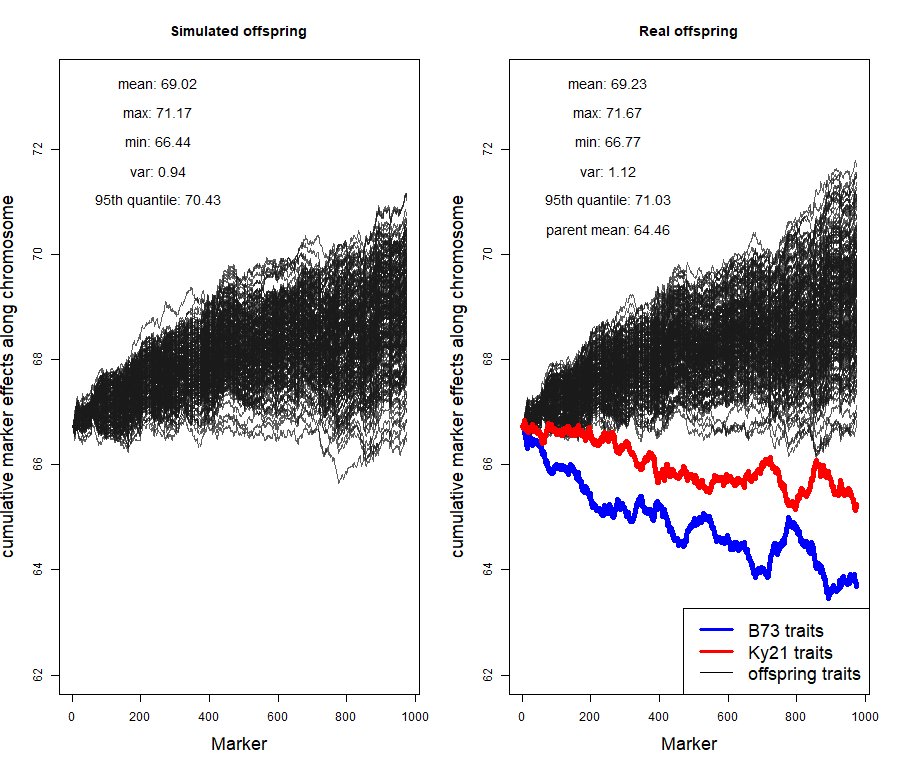 Simulated offspring
mean: 69.02
max: 71.17
min: 66.44
var: 0.94
95th quantile: 70.43
cumulative marker effects along chromosome
72
70
68
66
64
62
0 200 400 600 800 1000
Marker
Real offspring
mean: 69.23
max: 71.67
min: 66.77
var: 1.12
95th quantile: 71.03
parent mean: 64.46
cumulative marker effects along chromosome
72
70
68
66
64
62
B73 traits
Ky21 traits
offspring traits
0 200 400 600 800 1000
Marker